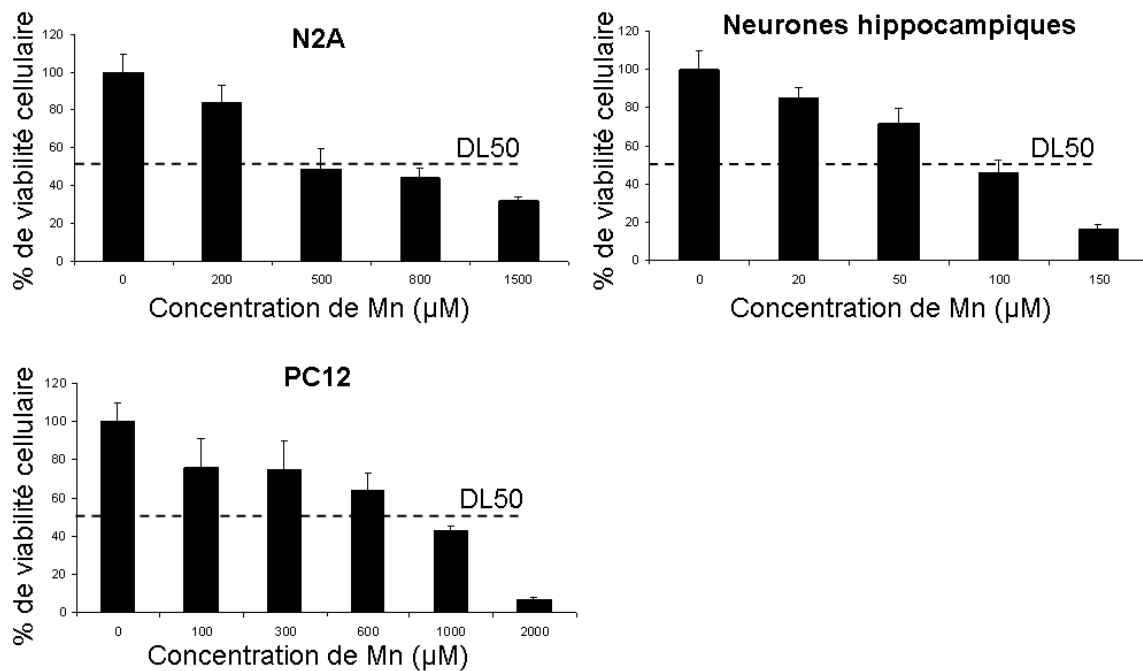 N2A
% de viabilité cellulaire
120
100
80
60
40
20
0
DL50
0 200 500 800 1500
Concentration de Mn (µM)
Neurones hippocampiques
% de viabilité cellulaire
120
100
80
60
40
20
0
DL50
0 20 50 100 150
Concentration de Mn (µM)
PC12
% de viabilité cellulaire
120
100
80
60
40
20
0
DL50
0 100 300 600 1000 2000
Concentration de Mn (µM)